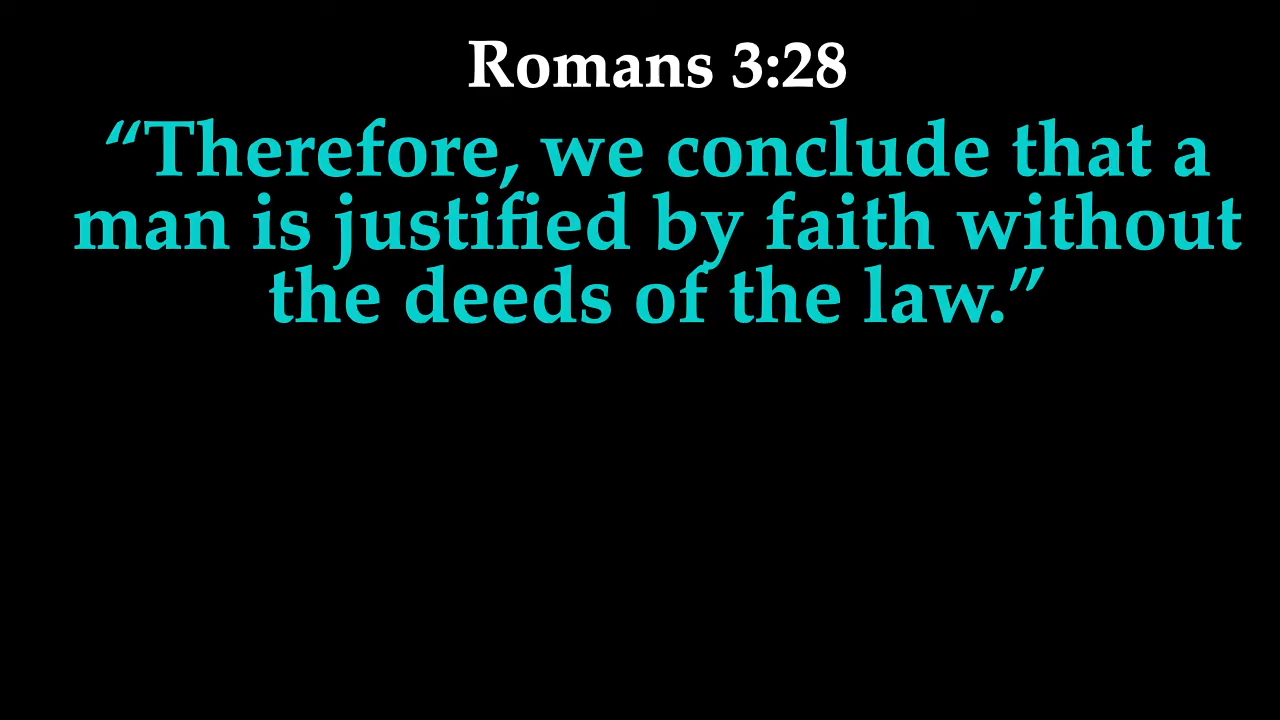 Romans 3:28
“Therefore, we conclude that a
man is justified by faith without
the deeds of the law.”